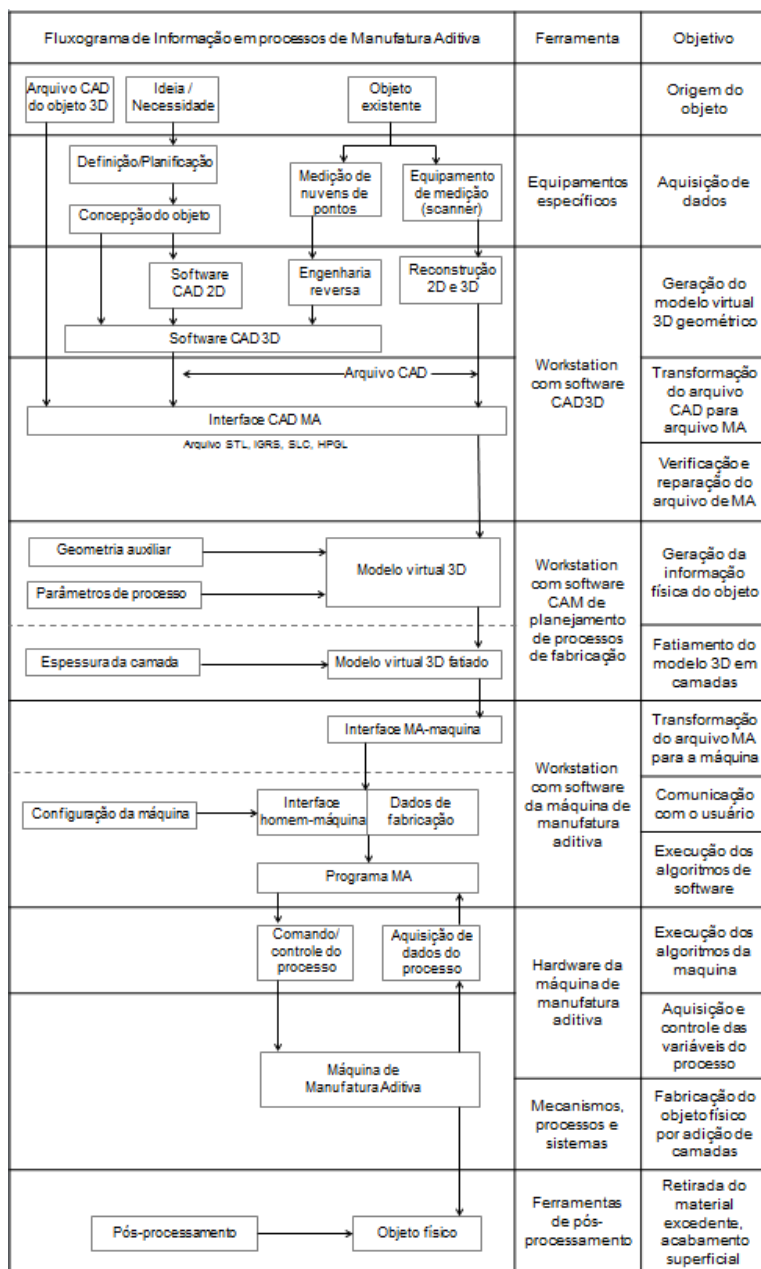 Fluxograma de Informação em processos de Manufatura Aditiva
Ferramenta
Objetivo
Arquivo CAD
do objeto 3D
Ideia /
Necessidade
Objeto
existente
Origem do
objeto
Definição/Planificação
Concepção do objeto
Medição de
nuvens de
pontos
Equipamento
de medição
(scanner)
Equipamentos
específicos
Aquisição de
dados
Software
CAD 2D
Engenharia
reversa
Reconstrução
2D e 3D
Software CAD 3D
Geração do
modelo virtual
3D geométrico
Arquivo CAD
Interface CAD MA
Arquivo STL, IGRS, SLC, HPGL
Workstation
com software
CAD3D
Transformação
do arquivo
CAD para
arquivo MA
Verificação e
reparação do
arquivo de MA
Geometria auxiliar
Parâmetros de processo
Modelo virtual 3D
Workstation
com software
CAM de
planejamento
de processos
de fabricação
Geração da
informação
física do objeto
Espessura da camada
Modelo virtual 3D fatiado
Fatiamento do
modelo 3D em
camadas
Interface MA-maquina
Transformação
do arquivo MA
para a máquina
Configuração da máquina
Interface
homem-máquina
Dados de
fabricação
Programa MA
Workstation
com software
da máquina de
manufatura
aditiva
Comunicação
com o usuário
Execução dos
algoritmos de
software
Comando/
controle do
processo
Aquisição de
dados do
processo
Hardware da
máquina de
manufatura
aditiva
Execução dos
algoritmos da
maquina
Aquisição e
controle das
variáveis do
processo
Máquina de
Manufatura Aditiva
Mecanismos,
processos e
sistemas
Fabricação do
objeto físico
por adição de
camadas
Pós-processamento
Objeto físico
Ferramentas
de pós-
processamento
Retirada do
material
excedente,
acabamento
superficial